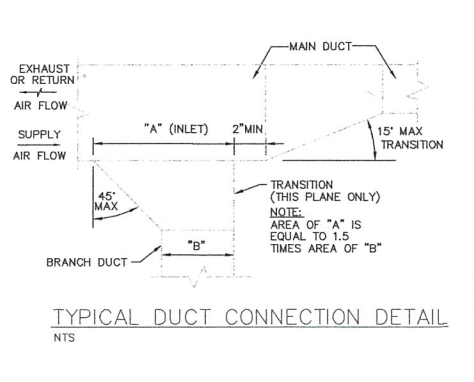 MAIN DUCT
EXHAUST
OR RETURN
AIR FLOW
SUPPLY
AIR FLOW
"A" (INLET)
2"MIN
15° MAX
TRANSITION
45°
MAX
TRANSITION
(THIS PLANE ONLY)
NOTE:
AREA OF "A" IS
EQUAL TO 1.5
TIMES AREA OF "B"
"B"
BRANCH DUCT
TYPICAL DUCT CONNECTION DETAIL
NTS